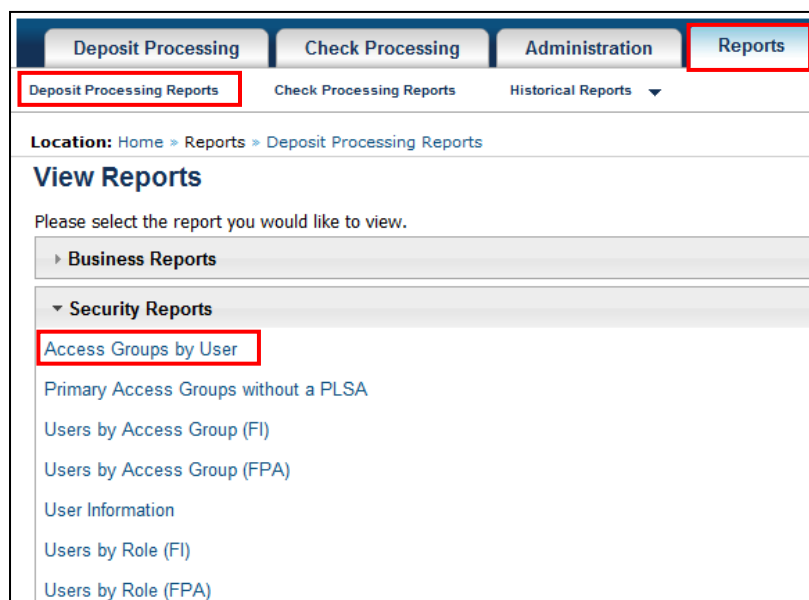 Deposit Processing Check Processing Administration Reports
Deposit Processing Reports Check Processing Reports Historical Reports
Location: Home » Reports » Deposit Processing Reports
View Reports
Please select the report you would like to view.
Business Reports
Security Reports
Access Groups by User
Primary Access Groups without a PLSA
Users by Access Group (FI)
Users by Access Group (FPA)
User Information
Users by Role (FI)
Users by Role (FPA)